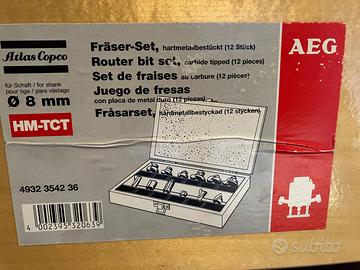 Atlas Copco
für Schaft / for shank
pour tige / para vástago
Ø 8 mm
HM-TCT
Fräser-Set, hartmetallbestückt (12 Stück)
Router bit set, carbide tipped (12 pieces)
Set de fraises au carbure (12 pièces)
Juego de fresas
con placa de metal duro (12 piezas)
Fråsarset, hårdmetallbestyckad (12 stycken)
AEG
4932 3542 36
4 002395 320639
subito